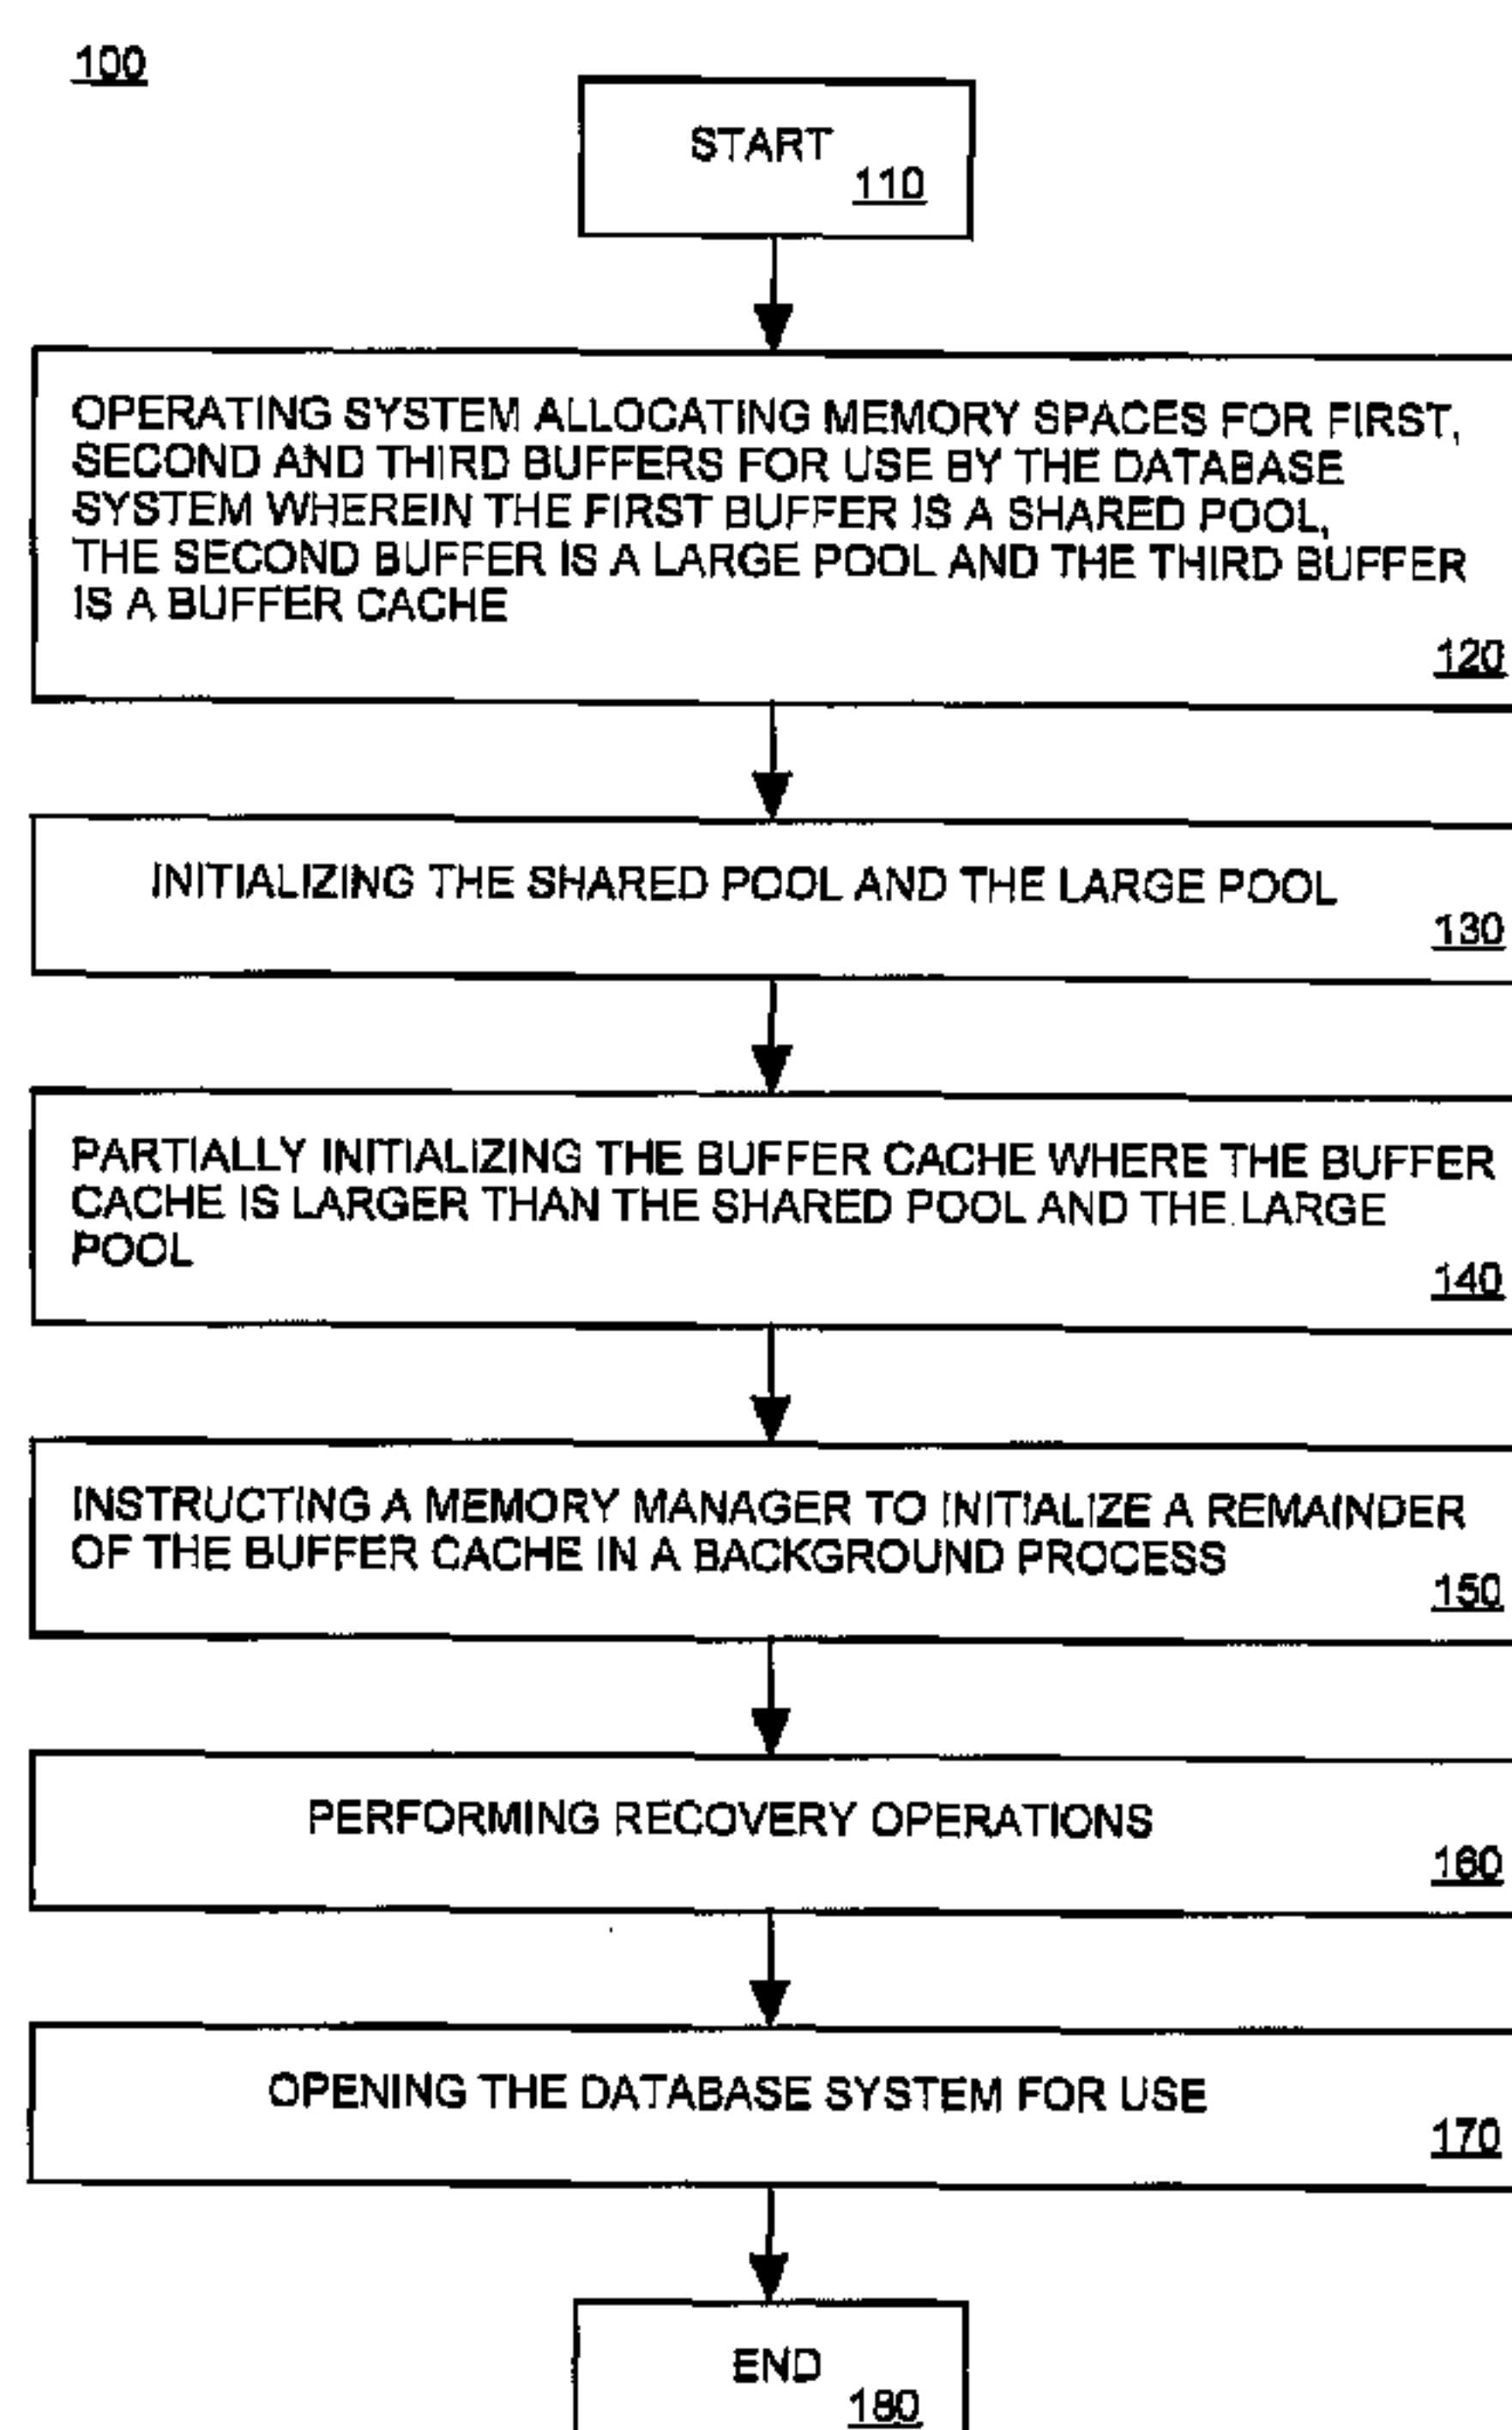 100
START
110
OPERATING SYSTEM ALLOCATING MEMORY SPACES FOR FIRST,
SECOND AND THIRD BUFFERS FOR USE BY THE DATABASE
SYSTEM WHEREIN THE FIRST BUFFER IS A SHARED POOL,
THE SECOND BUFFER IS A LARGE POOL AND THE THIRD BUFFER
IS A BUFFER CACHE
120
INITIALIZING THE SHARED POOL AND THE LARGE POOL
130
PARTIALLY INITIALIZING THE BUFFER CACHE WHERE THE BUFFER
CACHE IS LARGER THAN THE SHARED POOL AND THE LARGE
POOL
140
INSTRUCTING A MEMORY MANAGER TO INITIALIZE A REMAINDER
OF THE BUFFER CACHE IN A BACKGROUND PROCESS
150
PERFORMING RECOVERY OPERATIONS
160
OPENING THE DATABASE SYSTEM FOR USE
170
END
180